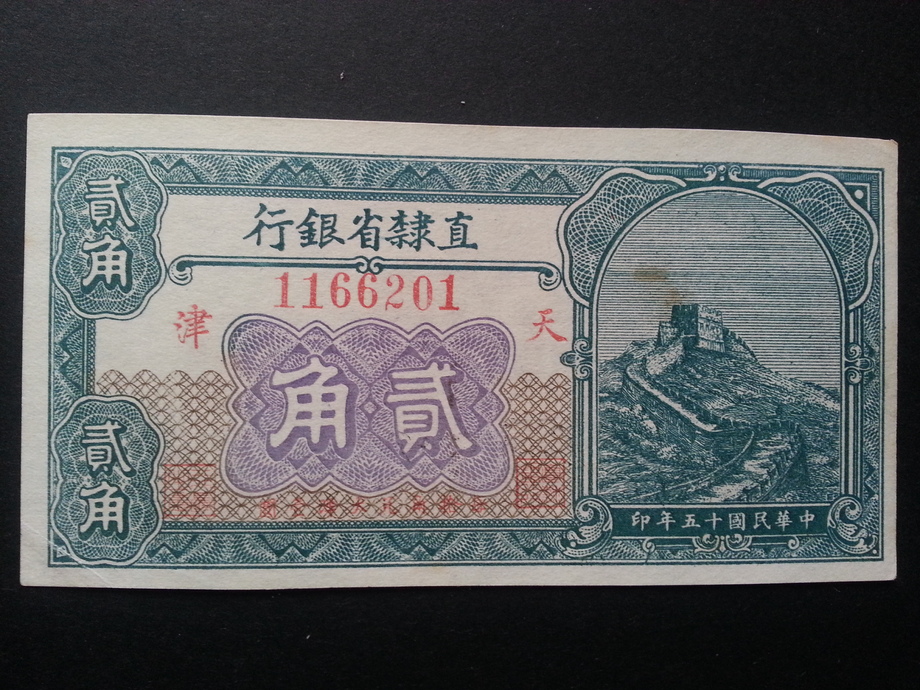 直隸省銀行
1166201
天津
貳角
貳角
貳角
中華民國十五年印